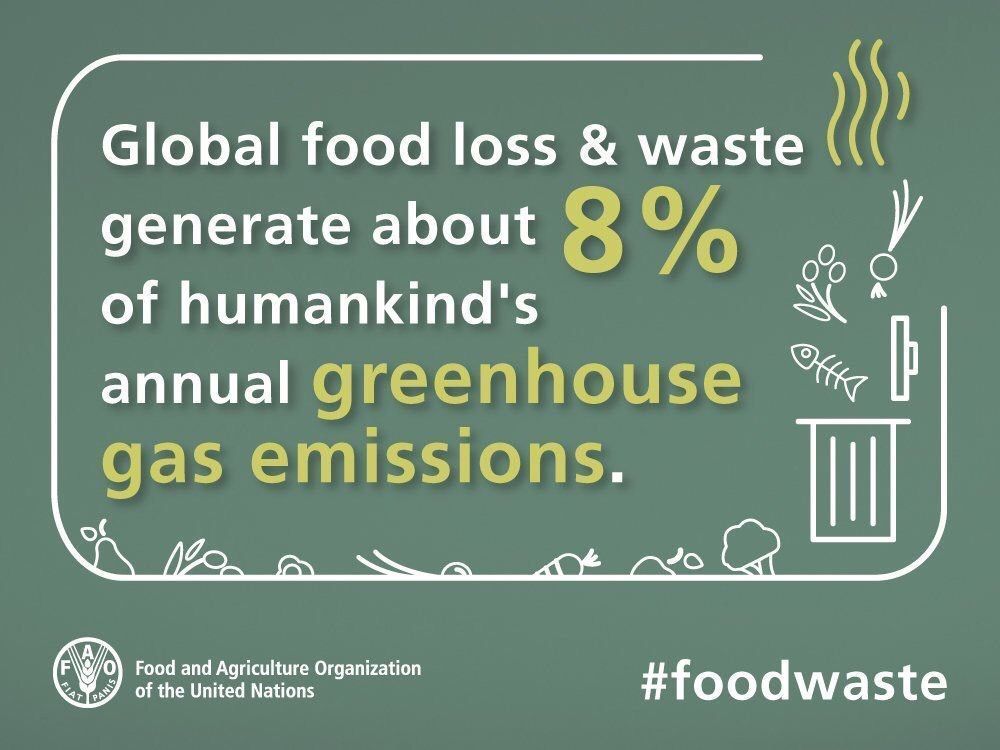 Global food loss & waste
generate about 8%
of humankind's
annual greenhouse
gas emissions.
F A O
FIAT PANIS
Food and Agriculture Organization
of the United Nations
#foodwaste